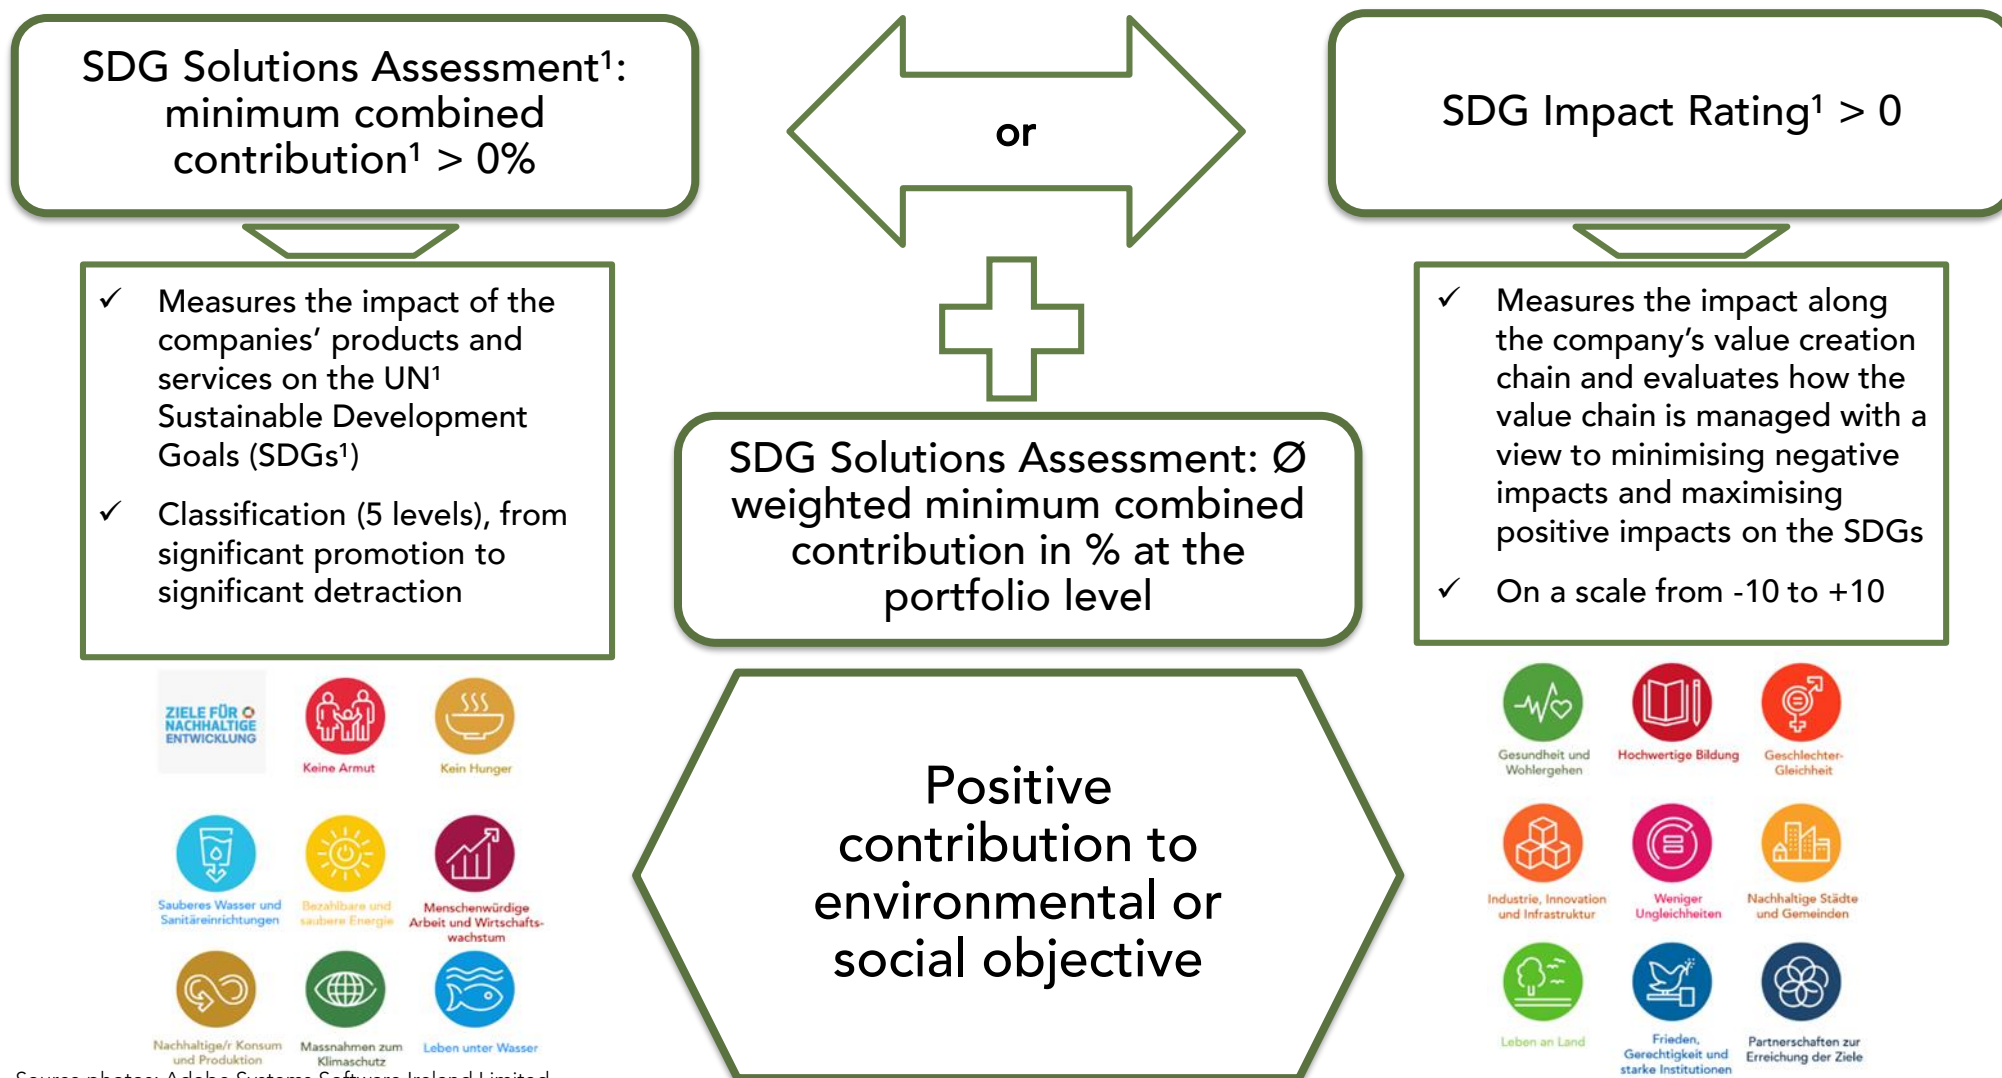 SDG Solutions Assessment¹:
minimum combined
contribution¹ > 0%
or
SDG Impact Rating¹ > 0
✓ Measures the impact of the
companies’ products and
services on the UN¹
Sustainable Development
Goals (SDGs¹)
✓ Classification (5 levels), from
significant promotion to
significant detraction
SDG Solutions Assessment: Ø
weighted minimum combined
contribution in % at the
portfolio level
✓ Measures the impact along
the company’s value creation
chain and evaluates how the
value chain is managed with a
view to minimising negative
impacts and maximising
positive impacts on the SDGs
✓ On a scale from -10 to +10
Positive
contribution to
environmental or
social objective
ZIELE FÜR
NACHHALTIGE
ENTWICKLUNG
Keine Armut
Kein Hunger
Sauberes Wasser und
Sanitäreinrichtungen
Bezahlbare und
saubere Energie
Menschenwürdige
Arbeit und Wirtschafts-
wachstum
Nachhaltige/r Konsum
und Produktion
Massnahmen zum
Klimaschutz
Leben unter Wasser
Gesundheit und
Wohlergehen
Hochwertige Bildung
Geschlechter-
Gleichheit
Industrie, Innovation
und Infrastruktur
Weniger
Ungleichheiten
Nachhaltige Städte
und Gemeinden
Leben an Land
Frieden,
Gerechtigkeit und
starke Institutionen
Partnerschaften zur
Erreichung der Ziele
Source photos: Adobe Systems Software Ireland Limited